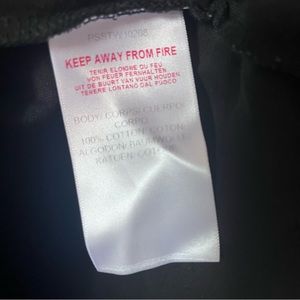 KEEP AWAY FROM FIRE
TENIR ELOIGNE DU FEU
VON FEUER FERNHALTEN
UIT DE BUURT VAN VUUR HOUDEN
TENERE LONTANO DAL FUOCO
BODY/ CORPS/ CUERPO/
CORPO
100% COTTON/ COTON/
ALGODON/ BAUMWOLLE/
KATOEN/